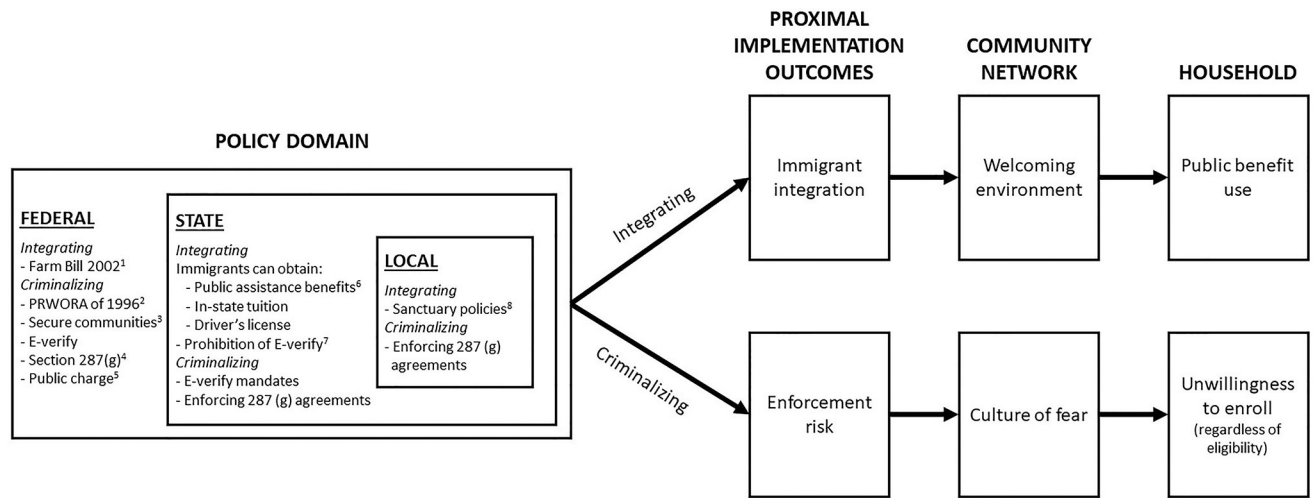 POLICY DOMAIN
FEDERAL
Integrating
- Farm Bill 2002¹
Criminalizing
- PRWORA of 1996²
- Secure communities³
- E-verify
- Section 287(g)⁴
- Public charge⁵
STATE
Integrating
Immigrants can obtain:
- Public assistance benefits⁶
- In-state tuition
- Driver's license
- Prohibition of E-verify⁷
Criminalizing
- E-verify mandates
- Enforcing 287 (g) agreements
LOCAL
Integrating
- Sanctuary policies⁸
Criminalizing
- Enforcing 287 (g)
agreements
Integrating
Criminalizing
PROXIMAL
IMPLEMENTATION
OUTCOMES
Immigrant
integration
Enforcement
risk
COMMUNITY
NETWORK
Welcoming
environment
Culture of fear
HOUSEHOLD
Public benefit
use
Unwillingness
to enroll
(regardless of
eligibility)